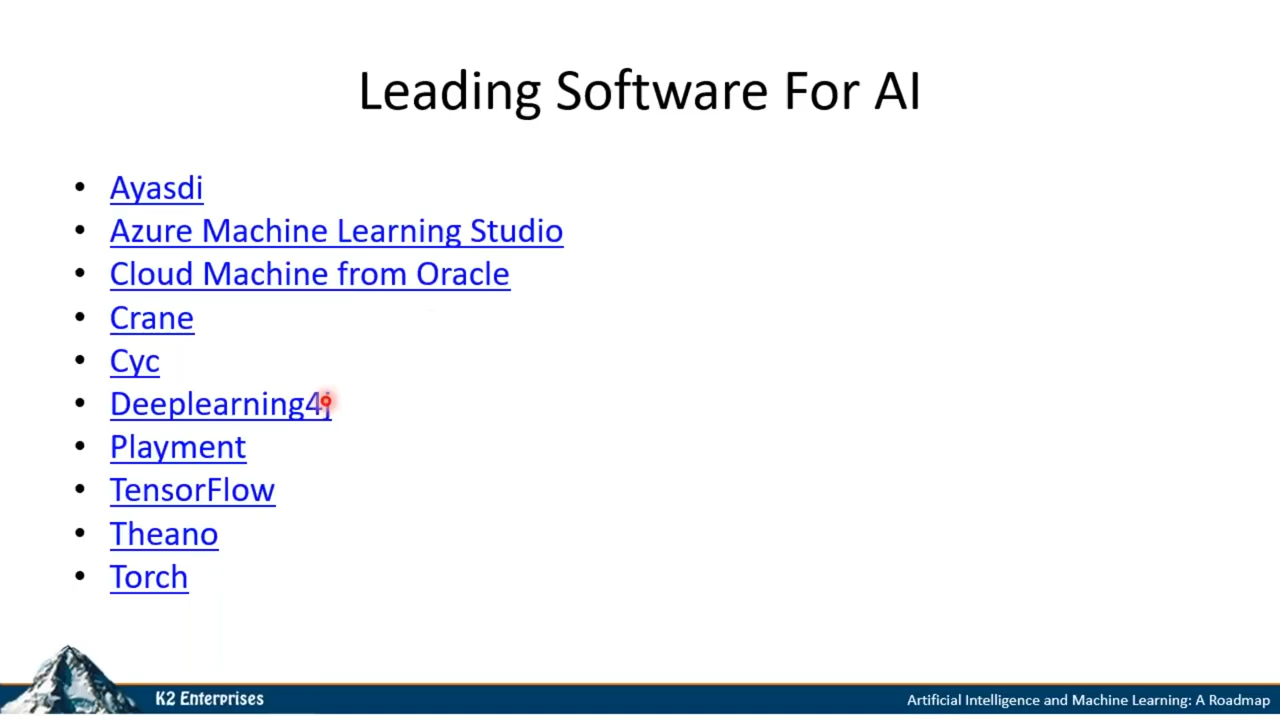 Leading Software For AI
• Ayasdi
• Azure Machine Learning Studio
• Cloud Machine from Oracle
• Crane
• Cyc
• Deeplearning4j
• Playment
• TensorFlow
• Theano
• Torch
K2 Enterprises
Artificial Intelligence and Machine Learning: A Roadmap